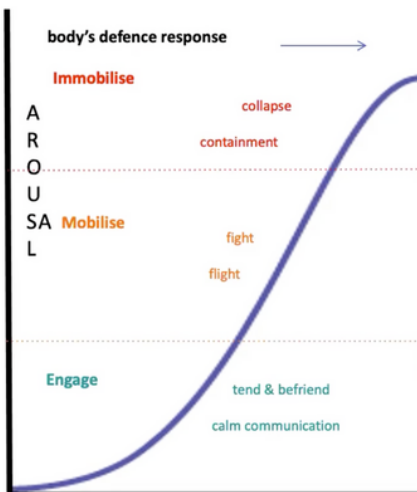 body's defence response
Immobilise
collapse
containment
A
R
O
U
SA
L
Mobilise
fight
flight
Engage
tend & befriend
calm communication